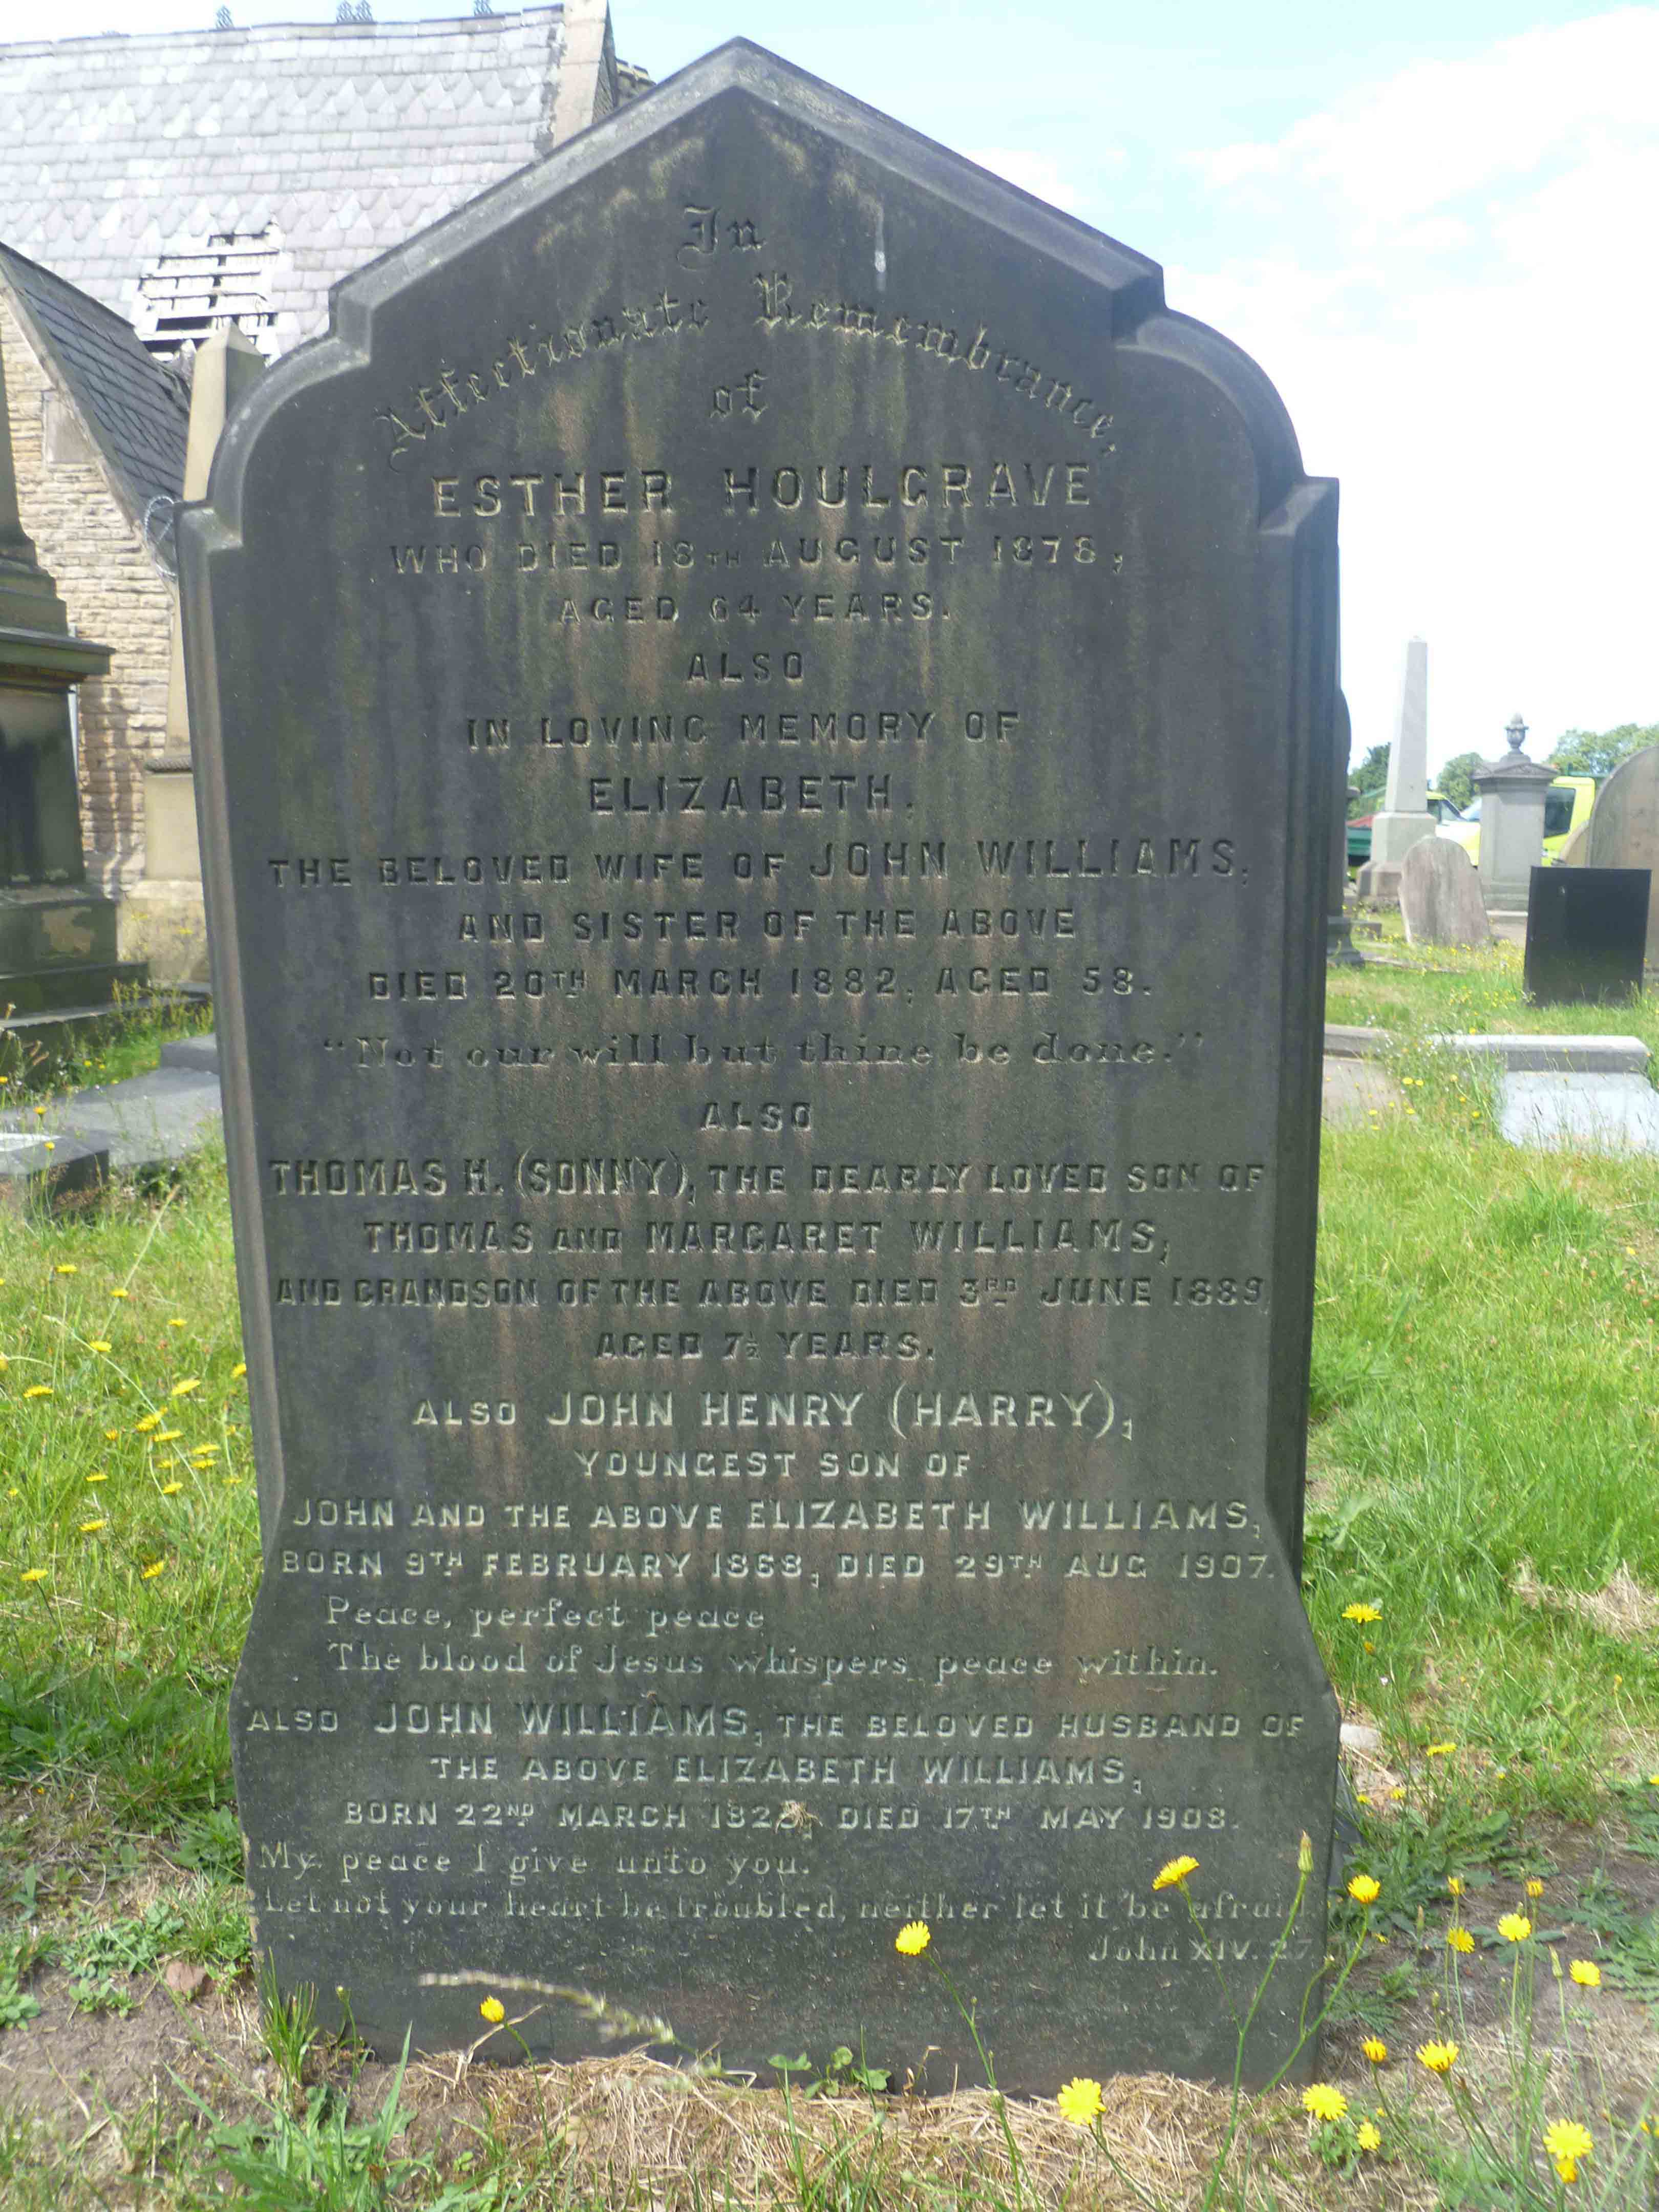 In
Affectionate Remembrance,
of
ESTHER HOULGRAVE
WHO DIED 18TH AUGUST 1878,
AGED 64 YEARS.
ALSO
IN LOVING MEMORY OF
ELIZABETH,
THE BELOVED WIFE OF JOHN WILLIAMS,
AND SISTER OF THE ABOVE
DIED 20TH MARCH 1882, AGED 58.
"Not our will but thine be done."
ALSO
THOMAS H. (SONNY), THE DEARLY LOVED SON OF
THOMAS AND MARGARET WILLIAMS,
AND GRANDSON OF THE ABOVE DIED 3RD JUNE 1889
AGED 7½ YEARS.
ALSO JOHN HENRY (HARRY),
YOUNGEST SON OF
JOHN AND THE ABOVE ELIZABETH WILLIAMS,
BORN 9TH FEBRUARY 1868, DIED 29TH AUG 1907.
Peace, perfect peace
The blood of Jesus whispers peace within.
ALSO JOHN WILLIAMS, THE BELOVED HUSBAND OF
THE ABOVE ELIZABETH WILLIAMS,
BORN 22ND MARCH DIED 17TH MAY 1908.
My peace I give unto you.
Let not your heart be troubled, neither let it be afraid.
John XIV. 27.